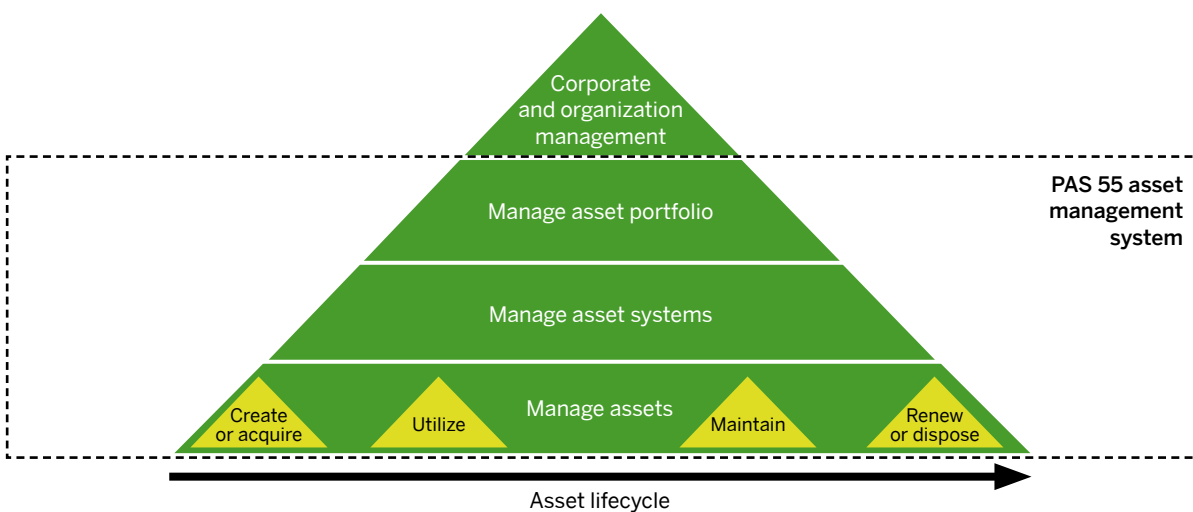 Corporate
and organization
management
PAS 55 asset
management
system
Manage asset portfolio
Manage asset systems
Manage assets
Create
or acquire
Utilize
Maintain
Renew
or dispose
Asset lifecycle